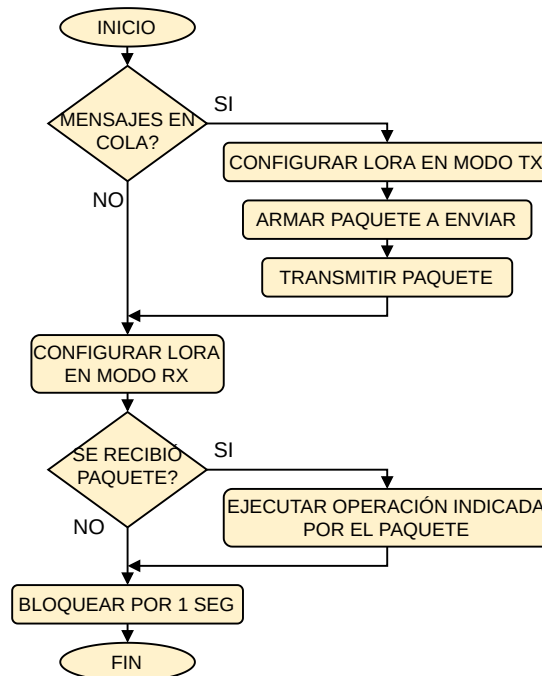 INICIO
MENSAJES EN
COLA?
SI
CONFIGURAR LORA EN MODO TX
NO
ARMAR PAQUETE A ENVIAR
TRANSMITIR PAQUETE
CONFIGURAR LORA
EN MODO RX
SE RECIBIÓ
PAQUETE?
SI
EJECUTAR OPERACIÓN INDICADA
POR EL PAQUETE
NO
BLOQUEAR POR 1 SEG
FIN